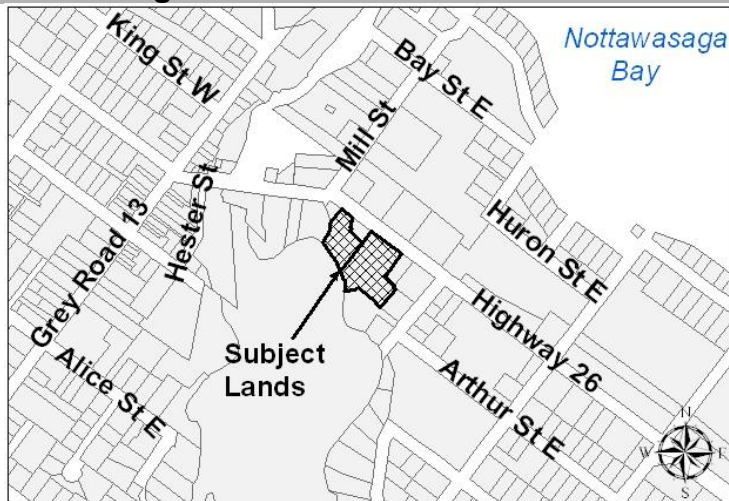 King St W
Bay St E
Nottawasaga
Bay
Mill St
Hester St
Grey Road 13
Huron St E
Highway 26
Subject
Lands
Alice St E
Arthur St E
N
W
E
S